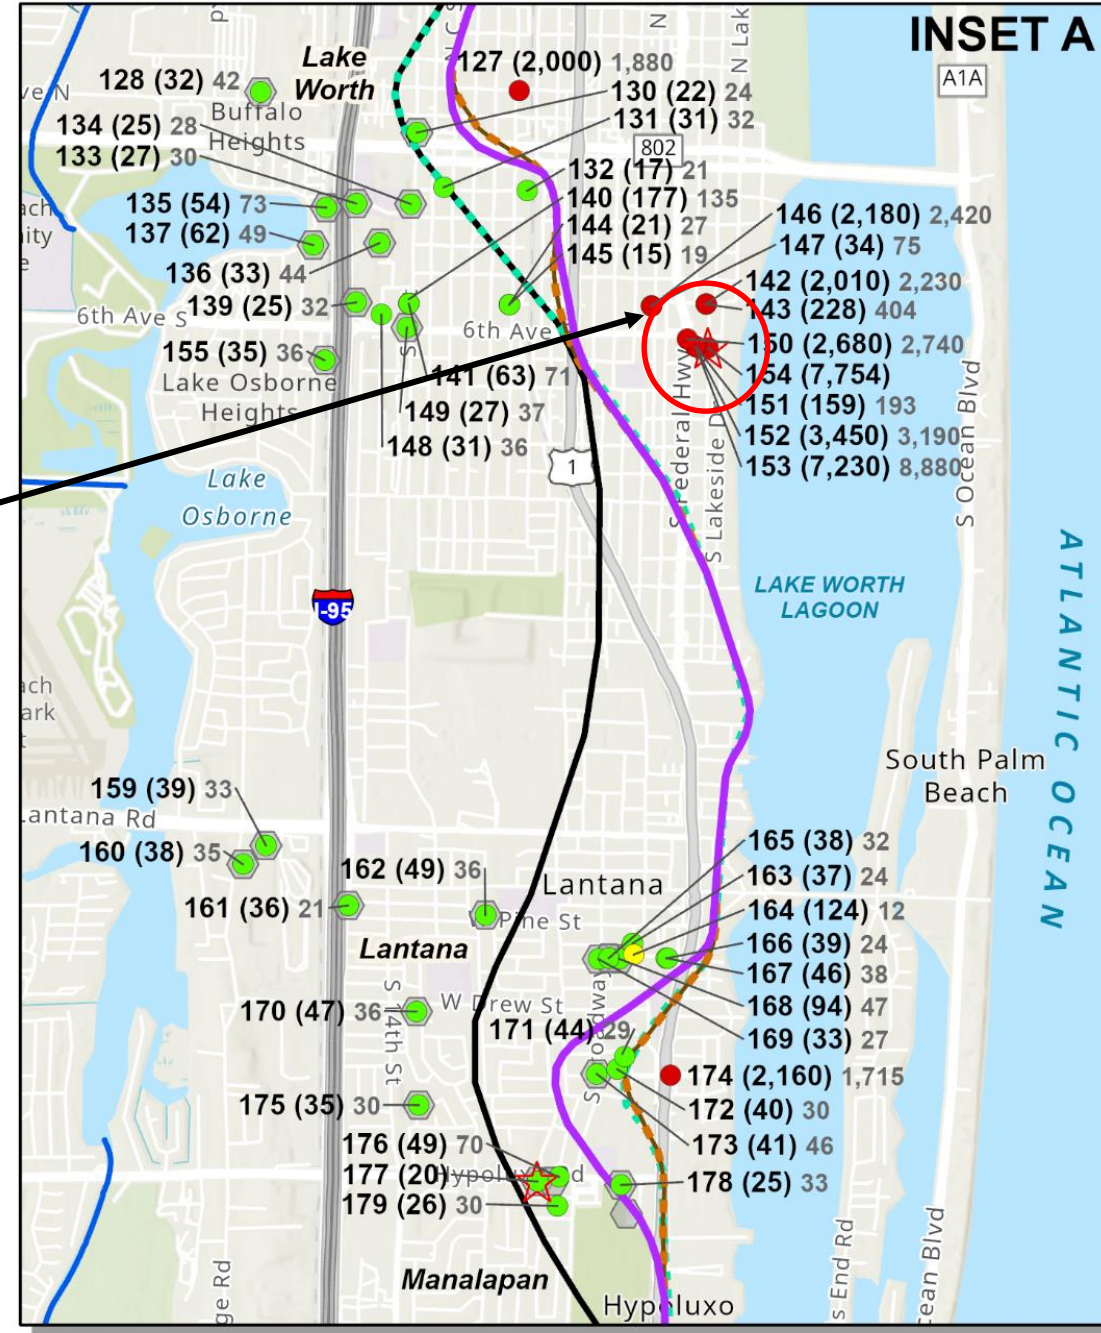 INSET A
Lake
Worth
127 (2,000) 1,880
128 (32) 42
130 (22) 24
A1A
Buffalo
Heights
131 (31) 32
134 (25) 28
133 (27) 30
802
132 (17) 21
135 (54) 73
140 (177) 135
137 (62) 49
144 (21) 27
146 (2,180) 2,420
136 (33) 44
145 (15) 19
147 (34) 75
139 (25) 32
142 (2,010) 2,230
143 (228) 404
6th Ave S
6th Ave
155 (35) 36
150 (2,680) 2,740
Lake Osborne
Heights
141 (63) 71
154 (7,754)
149 (27) 37
151 (159) 193
148 (31) 36
152 (3,450) 3,190
153 (7,230) 8,880
1
S Federal Hwy
S Lakeside D
S Ocean Blvd
Lake
Osborne
I-95
LAKE WORTH
LAGOON
ATLANTIC OCEAN
South Palm
Beach
159 (39) 33
Lantana Rd
160 (38) 35
165 (38) 32
162 (49) 36
163 (37) 24
Lantana
161 (36) 21
164 (124) 12
Pine St
166 (39) 24
Lantana
167 (46) 38
168 (94) 47
170 (47) 36
W Drew St
169 (33) 27
171 (44) 29
S 14th St
174 (2,160) 1,715
175 (35) 30
172 (40) 30
176 (49) 70
173 (41) 46
177 (20)
178 (25) 33
179 (26) 30
Manalapan
Hypoluxo
s End Rd
cean Blvd
ge Rd
N Lak